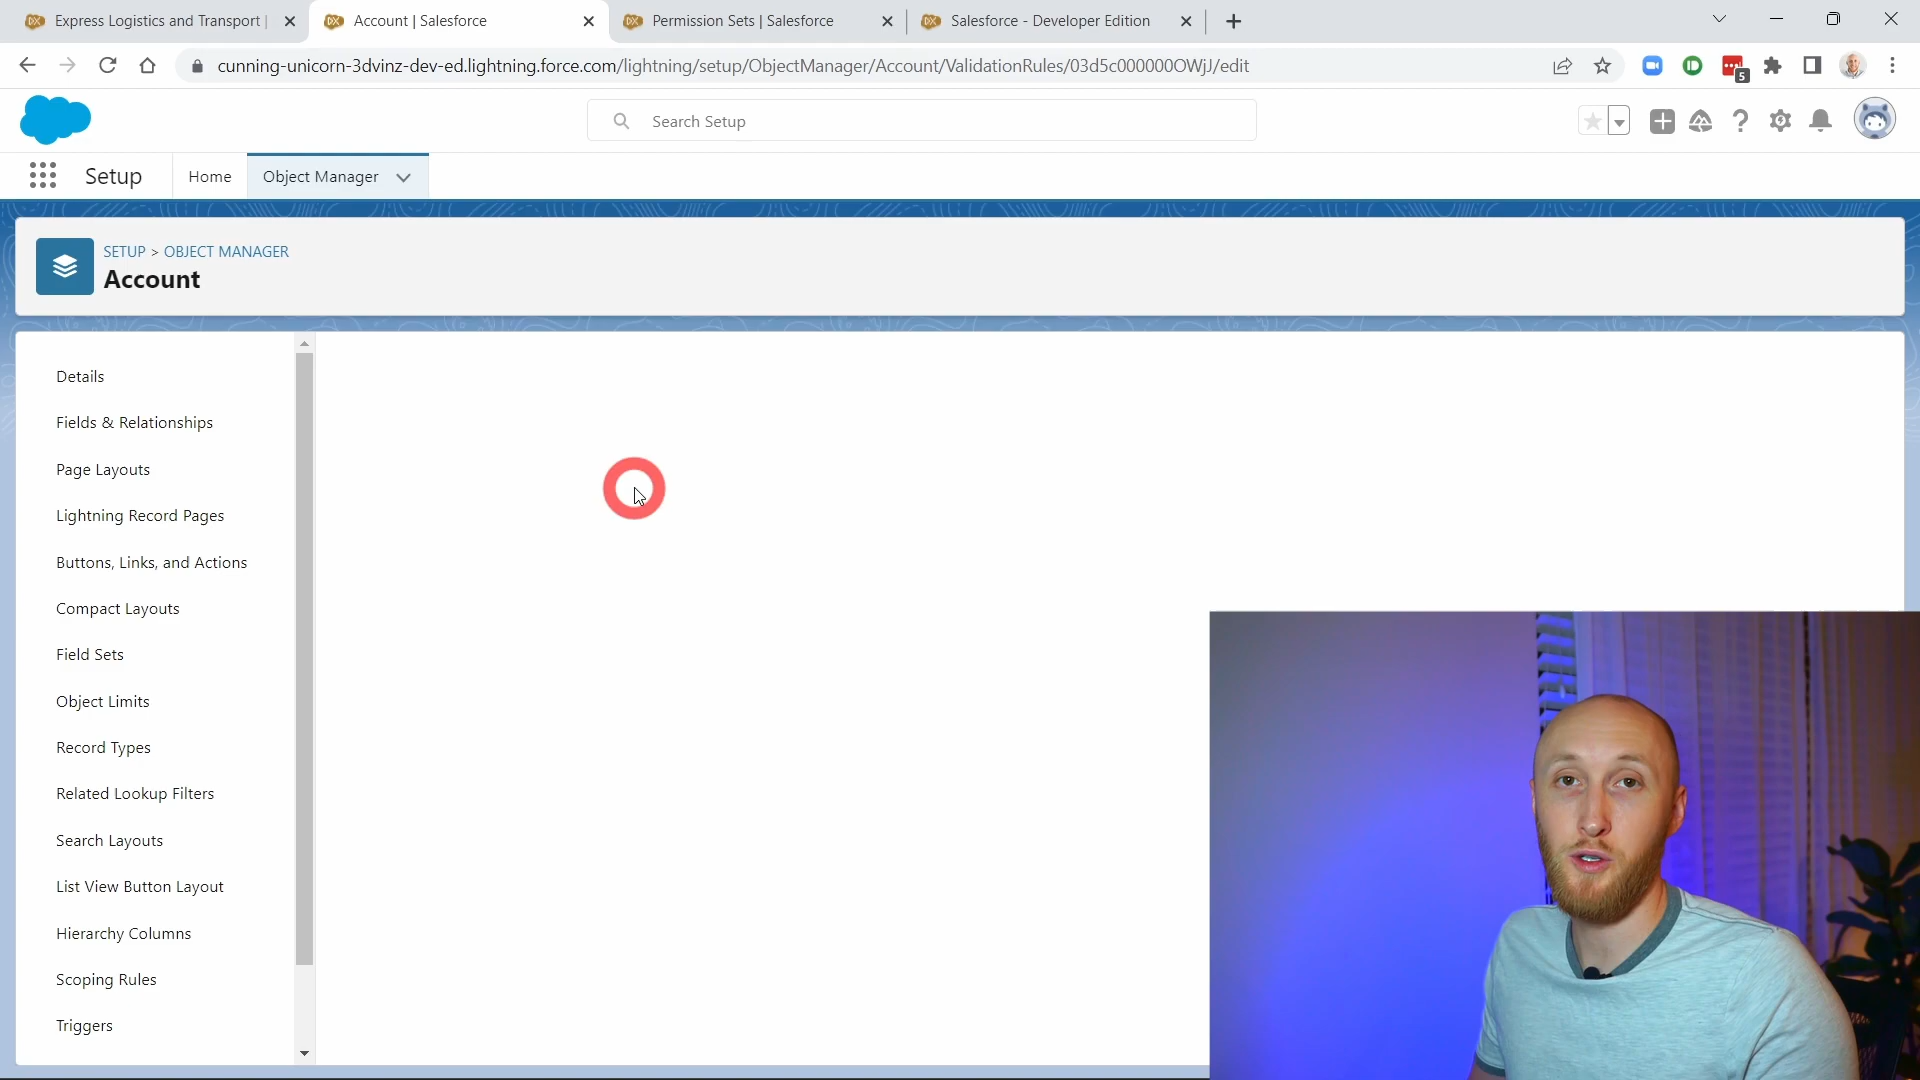 Express Logistics and Transport |
Account | Salesforce
Permission Sets | Salesforce
Salesforce - Developer Edition
cunning-unicorn-3dvinz-dev-ed.lightning.force.com/lightning/setup/ObjectManager/Account/ValidationRules/03d5c000000OWjJ/edit
5
Search Setup
Setup
Home
Object Manager
SETUP > OBJECT MANAGER
Account
Details
Fields & Relationships
Page Layouts
Lightning Record Pages
Buttons, Links, and Actions
Compact Layouts
Field Sets
Object Limits
Record Types
Related Lookup Filters
Search Layouts
List View Button Layout
Hierarchy Columns
Scoping Rules
Triggers